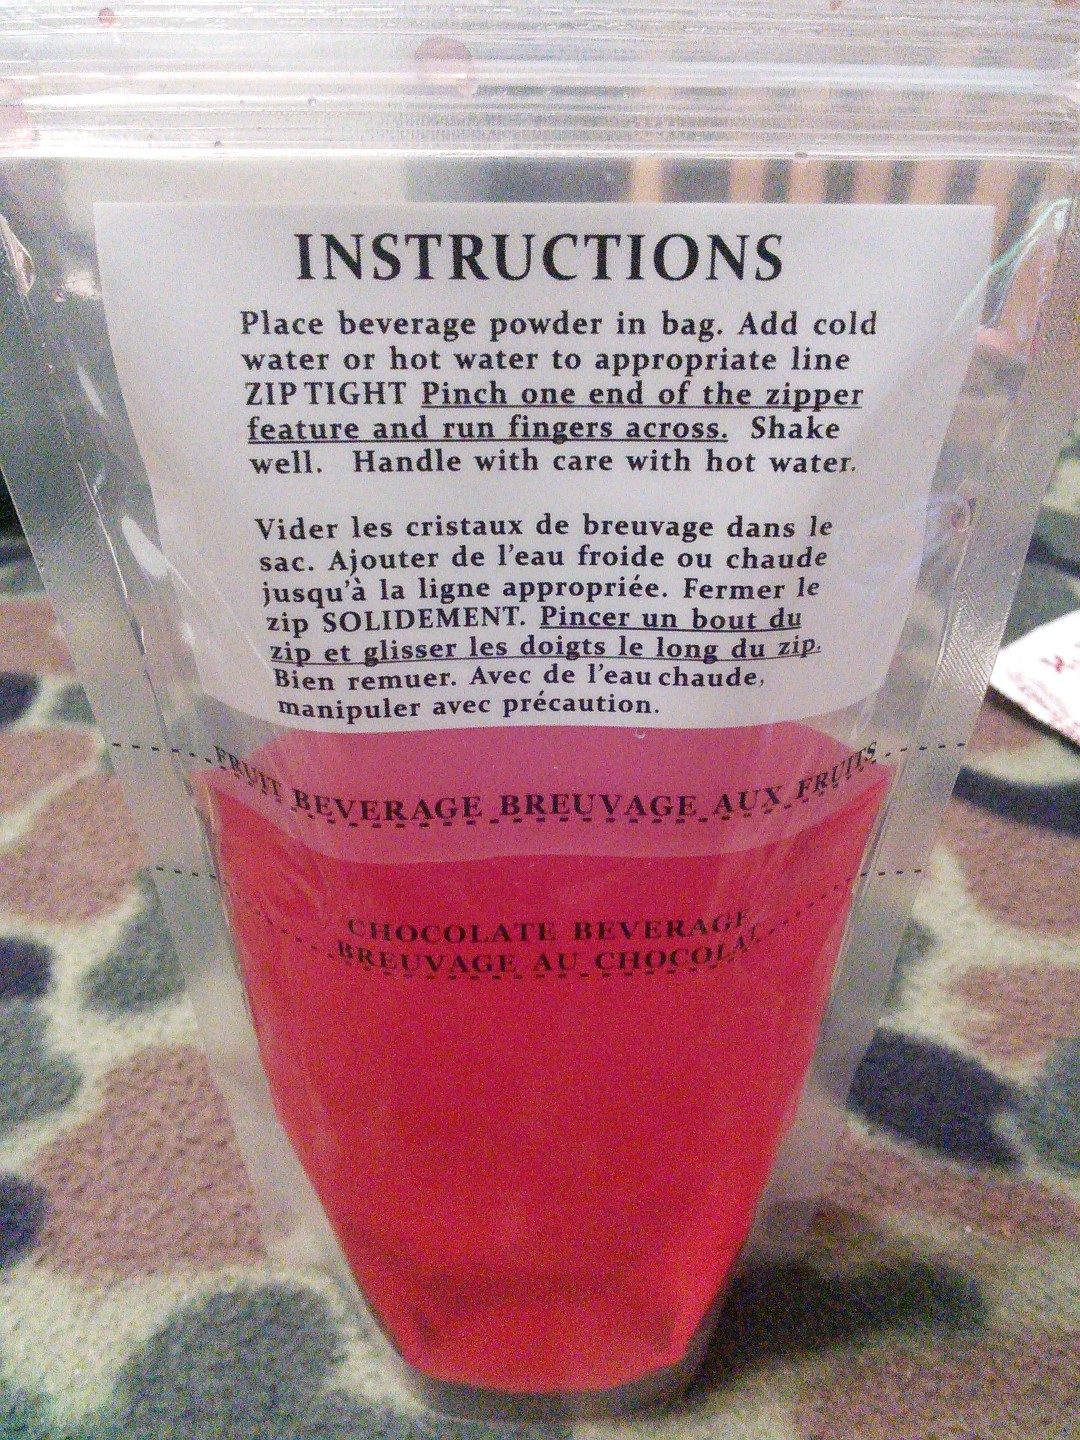 INSTRUCTIONS
Place beverage powder in bag. Add cold
water or hot water to appropriate line
ZIP TIGHT Pinch one end of the zipper
feature and run fingers across. Shake
well. Handle with care with hot water.
Vider les cristaux de breuvage dans le
sac. Ajouter de l'eau froide ou chaude
jusqu'à la ligne appropriée. Fermer le
zip SOLIDEMENT. Pincer un bout du
zip et glisser les doigts le long du zip.
Bien remuer. Avec de l'eau chaude,
manipuler avec précaution.
FRUIT BEVERAGE BREUVAGE AUX FRUITS
CHOCOLATE BEVERAGE
BREUVAGE AU CHOCOLAT